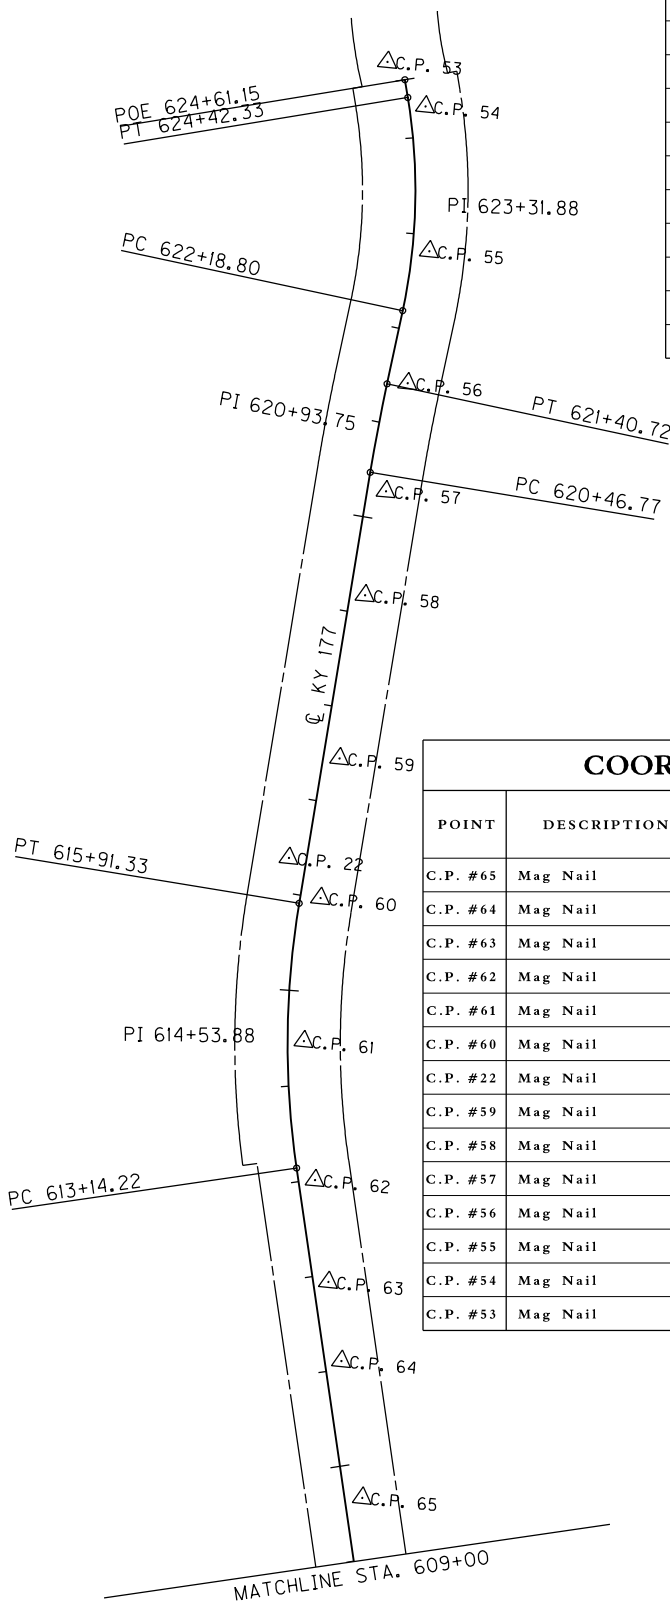 C.P. 53
POE 624+61.15
PT 624+42.33
C.P. 54
PI 623+31.88
PC 622+18.80
C.P. 55
C.P. 56
PI 620+93.75
PT 621+40.72
C.P. 57
PC 620+46.77
C.P. 58
℄ KY 177
C.P. 59
PT 615+91.33
C.P. 22
C.P. 60
PI 614+53.88
C.P. 61
PC 613+14.22
C.P. 62
C.P. 63
C.P. 64
C.P. 65
MATCHLINE STA. 609+00
COOR
POINT DESCRIPTION
C.P. #65 Mag Nail
C.P. #64 Mag Nail
C.P. #63 Mag Nail
C.P. #62 Mag Nail
C.P. #61 Mag Nail
C.P. #60 Mag Nail
C.P. #22 Mag Nail
C.P. #59 Mag Nail
C.P. #58 Mag Nail
C.P. #57 Mag Nail
C.P. #56 Mag Nail
C.P. #55 Mag Nail
C.P. #54 Mag Nail
C.P. #53 Mag Nail